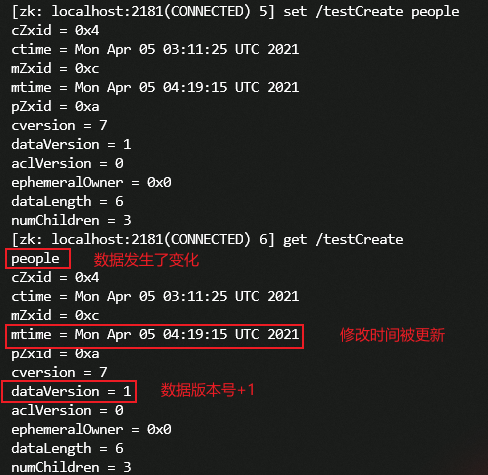 [zk: localhost:2181(CONNECTED) 5] set /testCreate people
cZxid = 0x4
ctime = Mon Apr 05 03:11:25 UTC 2021
mZxid = 0xc
mtime = Mon Apr 05 04:19:15 UTC 2021
pZxid = 0xa
cversion = 7
dataVersion = 1
aclVersion = 0
ephemeralOwner = 0x0
dataLength = 6
numChildren = 3
[zk: localhost:2181(CONNECTED) 6] get /testCreate
people 数据发生了变化
cZxid = 0x4
ctime = Mon Apr 05 03:11:25 UTC 2021
mZxid = 0xc
mtime = Mon Apr 05 04:19:15 UTC 2021 修改时间被更新
pZxid = 0xa
cversion = 7
dataVersion = 1 数据版本号+1
aclVersion = 0
ephemeralOwner = 0x0
dataLength = 6
numChildren = 3